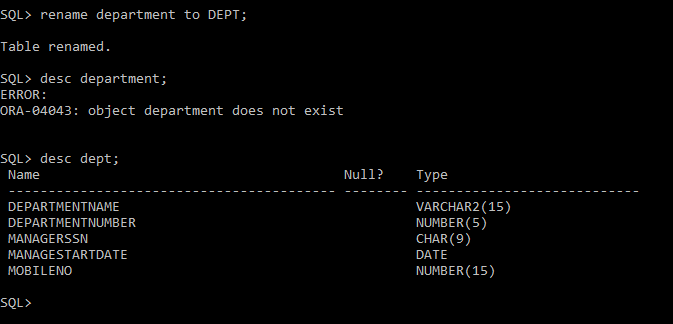 SQL> rename department to DEPT;
Table renamed.
SQL> desc department;
ERROR:
ORA-04043: object department does not exist
SQL> desc dept;
Name Null? Type
----------------------------------------- -------- ----------------------------
DEPARTMENTNAME VARCHAR2(15)
DEPARTMENTNUMBER NUMBER(5)
MANAGERSSN CHAR(9)
MANAGESTARTDATE DATE
MOBILENO NUMBER(15)
SQL>